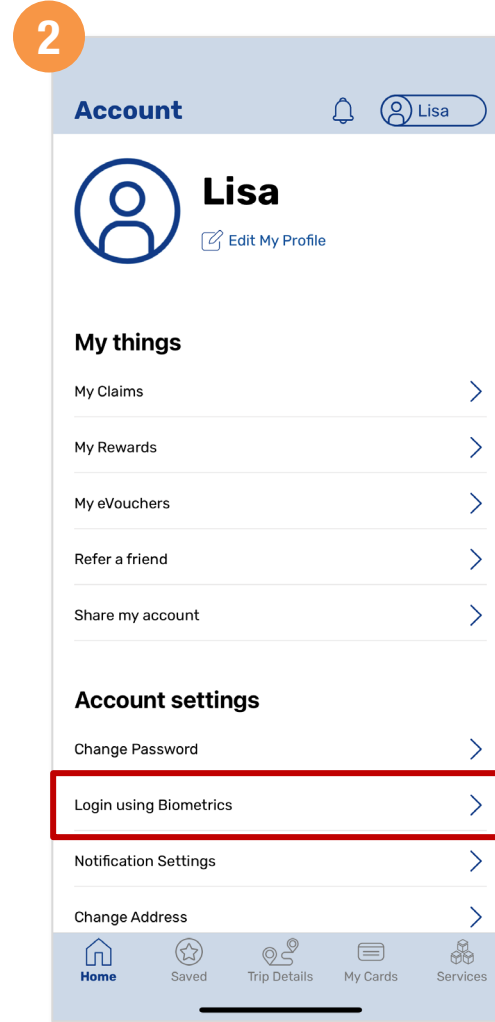 2
Account
Lisa
Lisa
Edit My Profile
My things
My Claims
My Rewards
My eVouchers
Refer a friend
Share my account
Account settings
Change Password
Login using Biometrics
Notification Settings
Change Address
Home Saved Trip Details My Cards Services